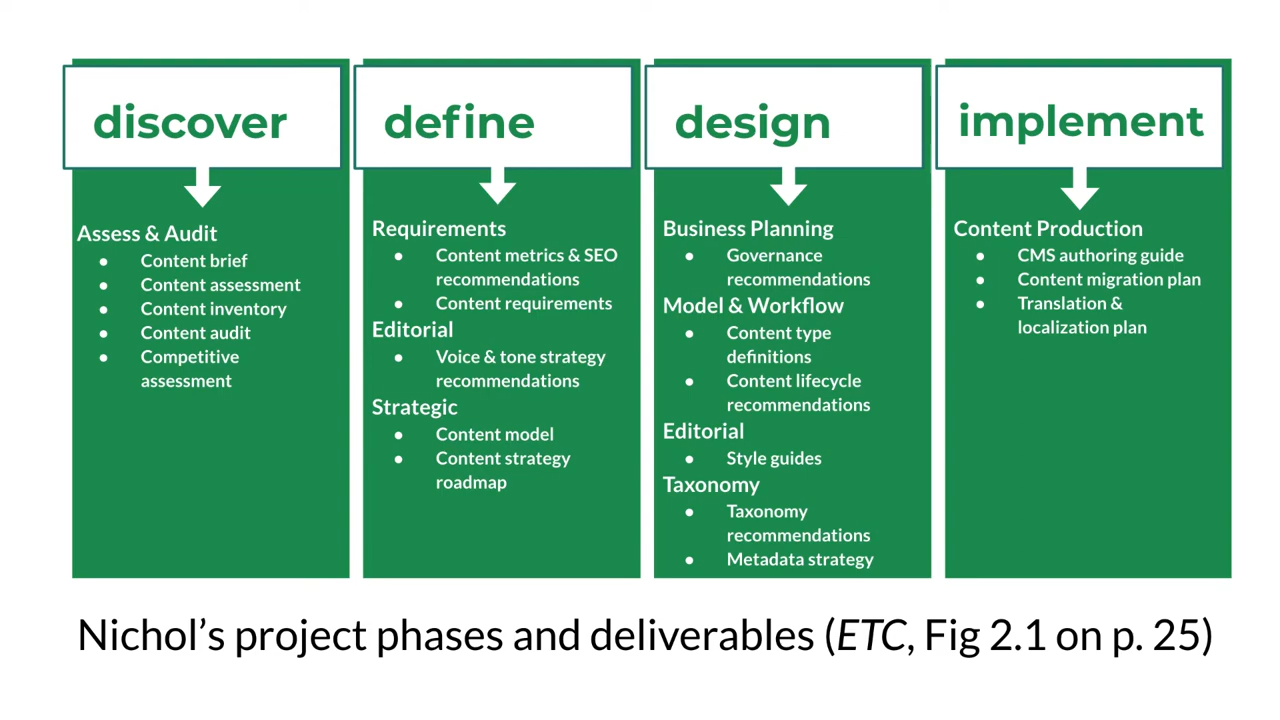 discover
Assess & Audit
● Content brief
● Content assessment
● Content inventory
● Content audit
● Competitive
assessment
define
Requirements
● Content metrics & SEO
recommendations
● Content requirements
Editorial
● Voice & tone strategy
recommendations
Strategic
● Content model
● Content strategy
roadmap
design
Business Planning
● Governance
recommendations
Model & Workflow
● Content type
definitions
● Content lifecycle
recommendations
Editorial
● Style guides
Taxonomy
● Taxonomy
recommendations
● Metadata strategy
implement
Content Production
● CMS authoring guide
● Content migration plan
● Translation &
localization plan
Nichol’s project phases and deliverables (ETC, Fig 2.1 on p. 25)